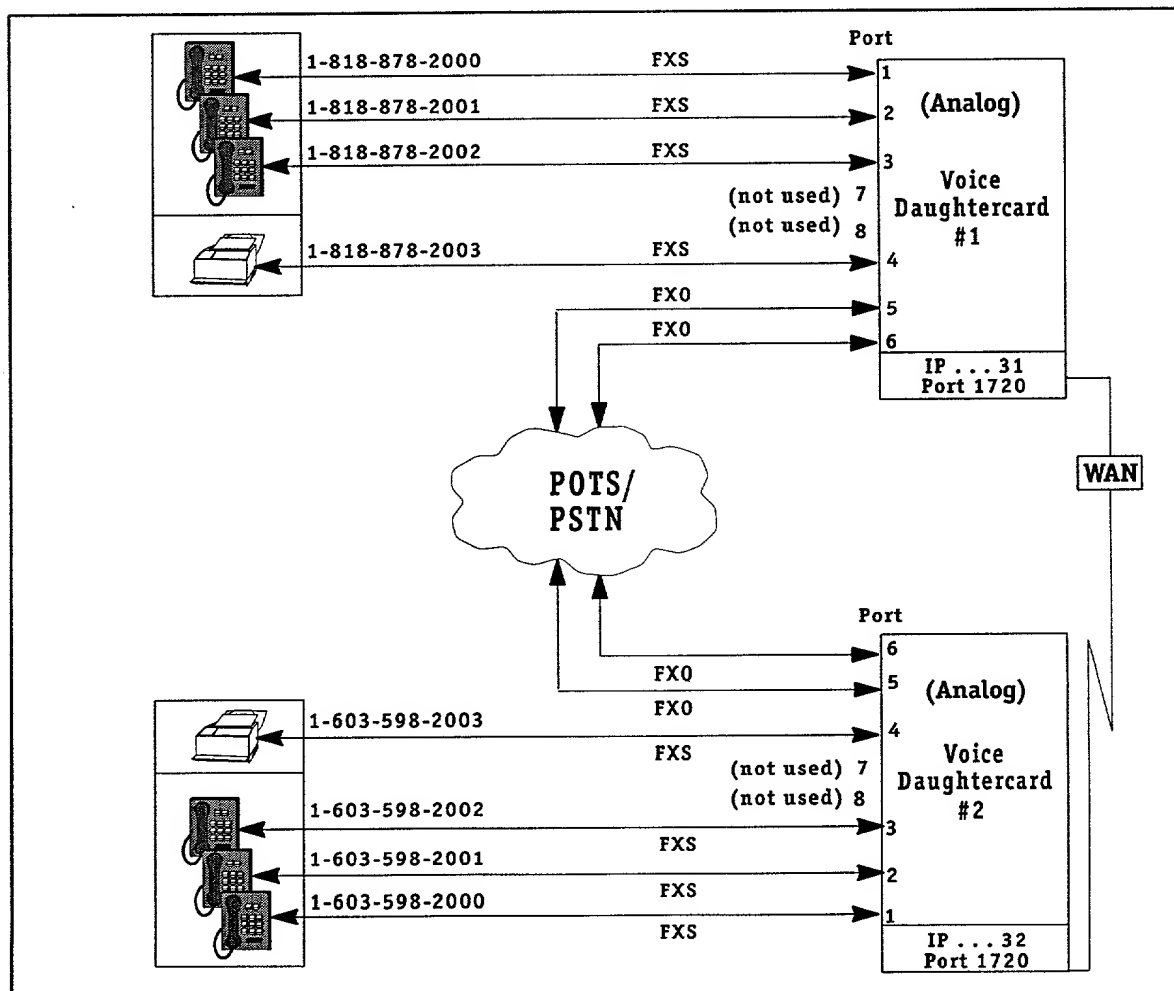 Port
1-818-878-2000 FXS 1
(Analog)
1-818-878-2001 FXS 2
1-818-878-2002 FXS 3
(not used) 7
Voice
Daughtercard
#1
(not used) 8
1-818-878-2003 FXS 4
FXO 5
FXO 6
IP . . . 31
Port 1720
POTS/
PSTN
WAN
Port
6
FXO
5
(Analog)
FXO
1-603-598-2003 4
FXS
(not used) 7
Voice
Daughtercard
#2
(not used) 8
1-603-598-2002 3
FXS
1-603-598-2001 2
FXS
1-603-598-2000 1
FXS
IP . . . 32
Port 1720